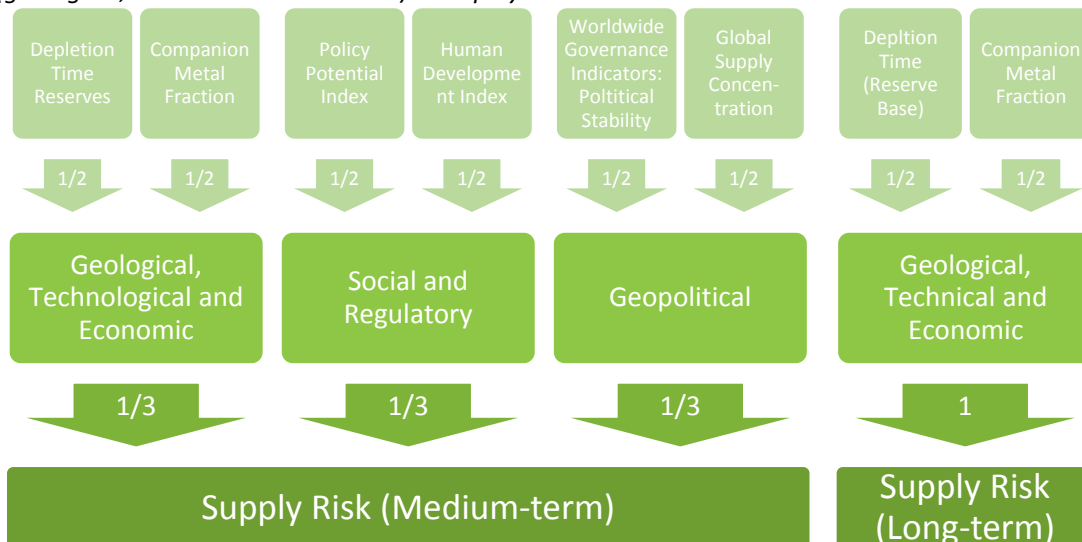 Depletion
Time
Reserves
Companion
Metal
Fraction
Policy
Potential
Index
Human
Developme
nt Index
Worldwide
Governance
Indicators:
Poltitical
Stability
Global
Supply
Concen-
tration
Depltion
Time
(Reserve
Base)
Companion
Metal
Fraction
1/2
1/2
1/2
1/2
1/2
1/2
1/2
1/2
Geological,
Technological and
Economic
Social and
Regulatory
Geopolitical
Geological,
Technical and
Economic
1/3
1/3
1/3
1
Supply Risk (Medium-term)
Supply Risk
(Long-term)